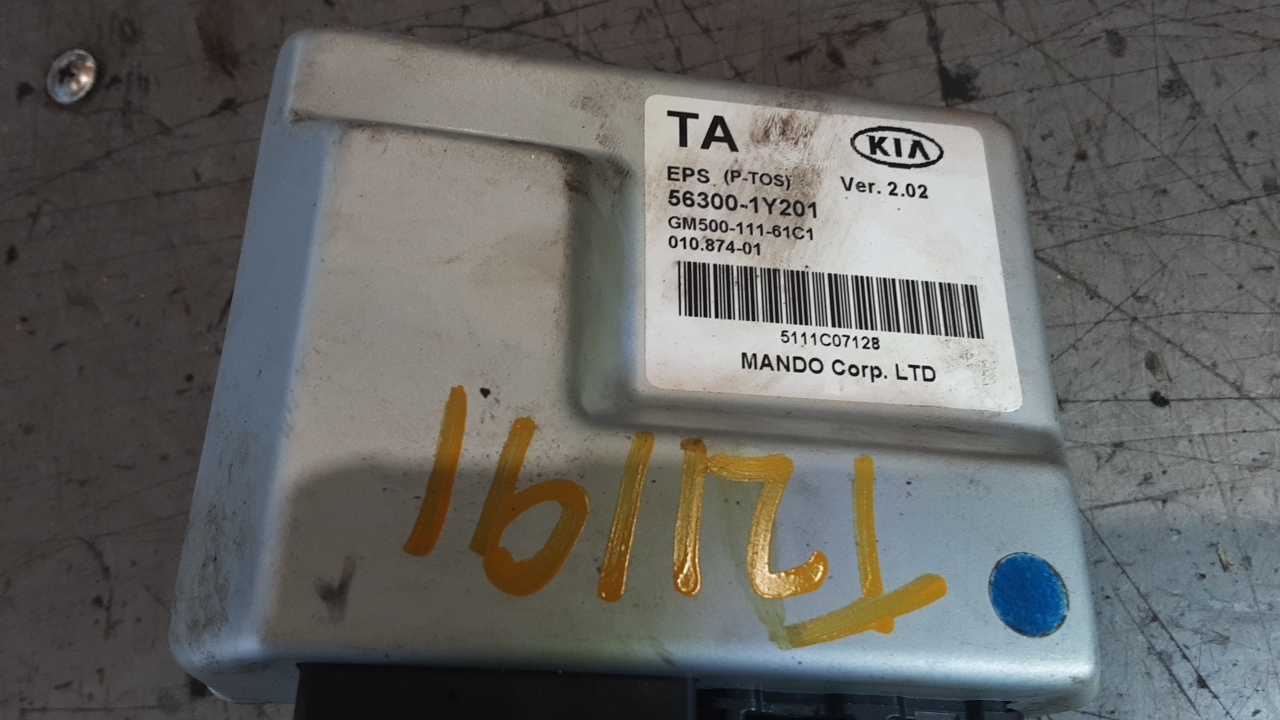 TA
KIA
EPS (P-TOS)
Ver. 2.02
56300-1Y201
GM500-111-61C1
010.874-01
5111C07128
MANDO Corp. LTD
T21191